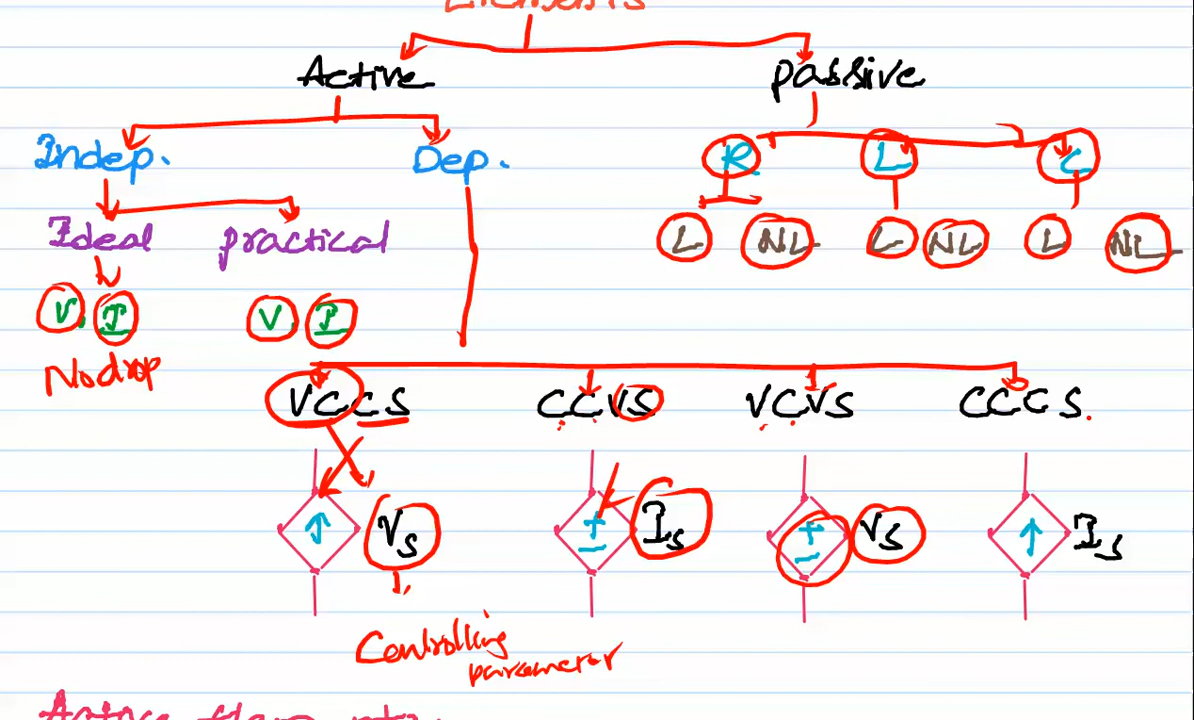 Elements
Active passive
Indep. Dep. R L C
Ideal practical L NL L NL L NL
V. I V. I
No drop
VCCS CCVS VCVS CCCS.
↑ Vs + - Is + - Vs ↑ Is
Controlling
parameter